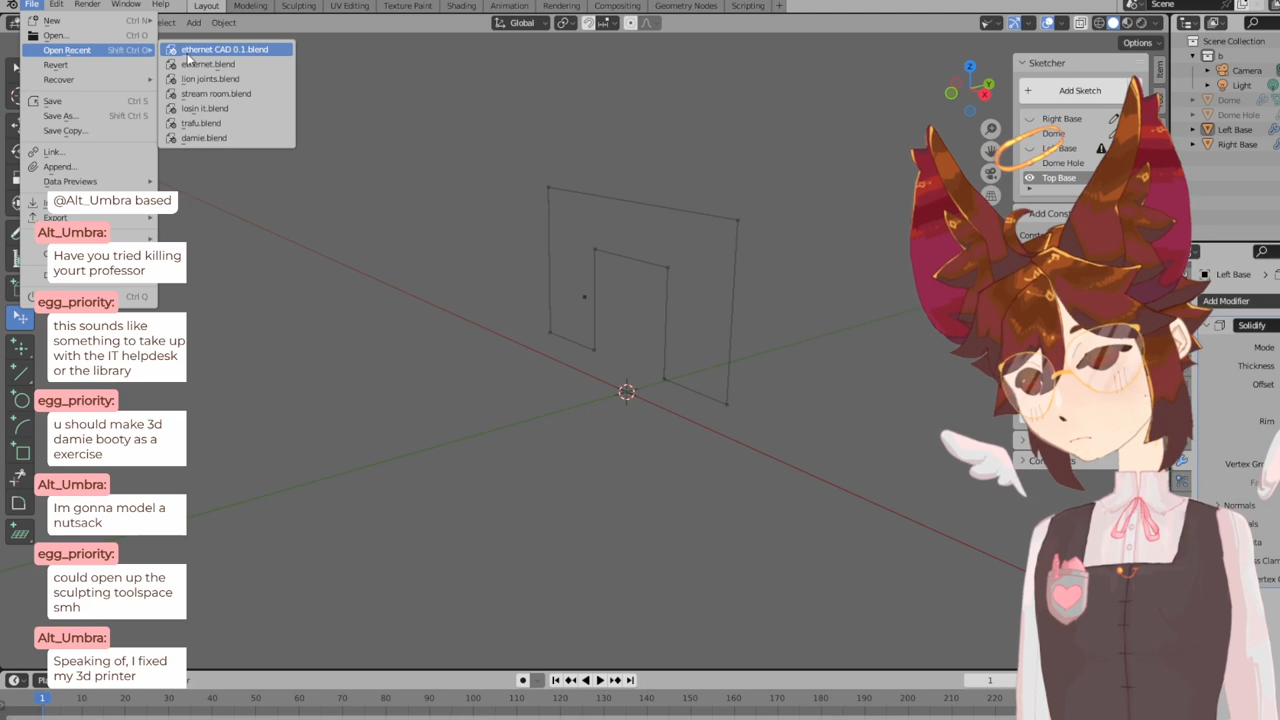 File Edit Render Window Help
Layout Modeling Sculpting UV Editing Texture Paint Shading Animation Rendering Compositing Geometry Nodes Scripting +
Scene
New Ctrl N
Open... Ctrl O
Open Recent Shift Ctrl O
Revert
Recover
Save Ctrl S
Save As... Shift Ctrl S
Save Copy...
Link...
Append...
Data Previews
Export
Ctrl Q
ethernet CAD 0.1.blend
ethernet.blend
lion joints.blend
stream room.blend
losin it.blend
trafu.blend
damie.blend
Select Add Object
Global
Options
Z
Y
X
Sketcher
Add Sketch
Right Base
Dome
Left Base
Dome Hole
Top Base
Item
Scene Collection
b
Camera
Light
Dome
Dome Hole
Left Base
Right Base
Left Base
Add Modifier
Solidify
Mode
Thickness
Offset
Rim
Normals
@Alt_Umbra based
Alt_Umbra:
Have you tried killing
yourt professor
egg_priority:
this sounds like
something to take up
with the IT helpdesk
or the library
egg_priority:
u should make 3d
damie booty as a
exercise
Alt_Umbra:
Im gonna model a
nutsack
egg_priority:
could open up the
sculpting toolspace
smh
Alt_Umbra:
Speaking of, I fixed
my 3d printer
1
1 10 20 30 40 50 60 70 80 90 100 110 120 130 140 150 160 170 180 190 200 210 220